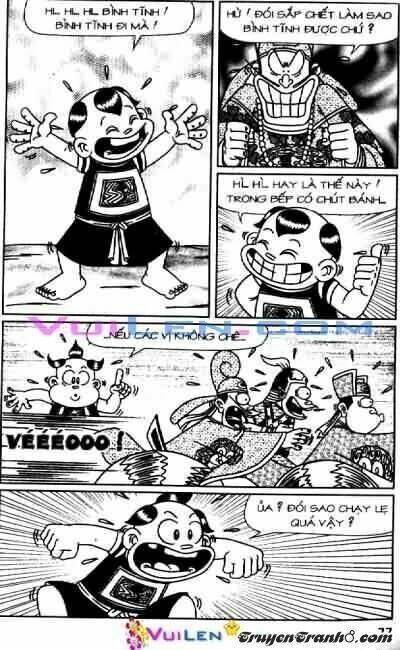 HI. HI. HI. BÌNH TĨNH !
BÌNH TĨNH ĐI MÀ !
HỪ ! ĐÓI SẮP CHẾT LÀM SAO
BÌNH TĨNH ĐƯỢC CHỨ ?
HÌ. HÌ. HAY LÀ THẾ NÀY !
TRONG BẾP CÓ CHÚT BÁNH..
VuiLen.com
...NẾU CÁC VỊ KHÔNG CHÊ...
VÉÉÉOOO !
ỦA ? ĐÓI SAO CHẠY LẸ
QUÁ VẬY ?
77
VuiLen
TruyenTranh8.com